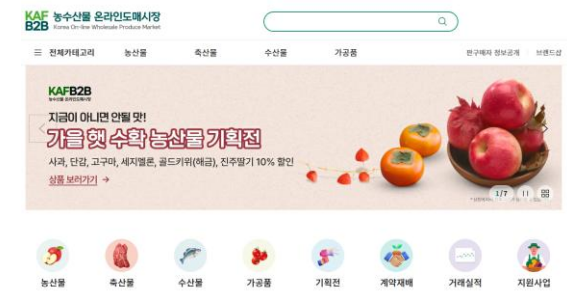 KAF B2B 농수산물 온라인도매시장
Korea On-line Wholesale Produce Market
전체카테고리 농산물 축산물 수산물 가공품 판구매자 정보공개 브랜드샵
KAFB2B
농수산물 온라인도매시장
지금이 아니면 안될 맛!
가을 햇 수확 농산물 기획전
사과, 단감, 고구마, 세지멜론, 골드키위(해금), 진주딸기 10% 할인
상품 보러가기 →
1/7
농산물 축산물 수산물 가공품 기획전 계약재배 거래실적 지원사업